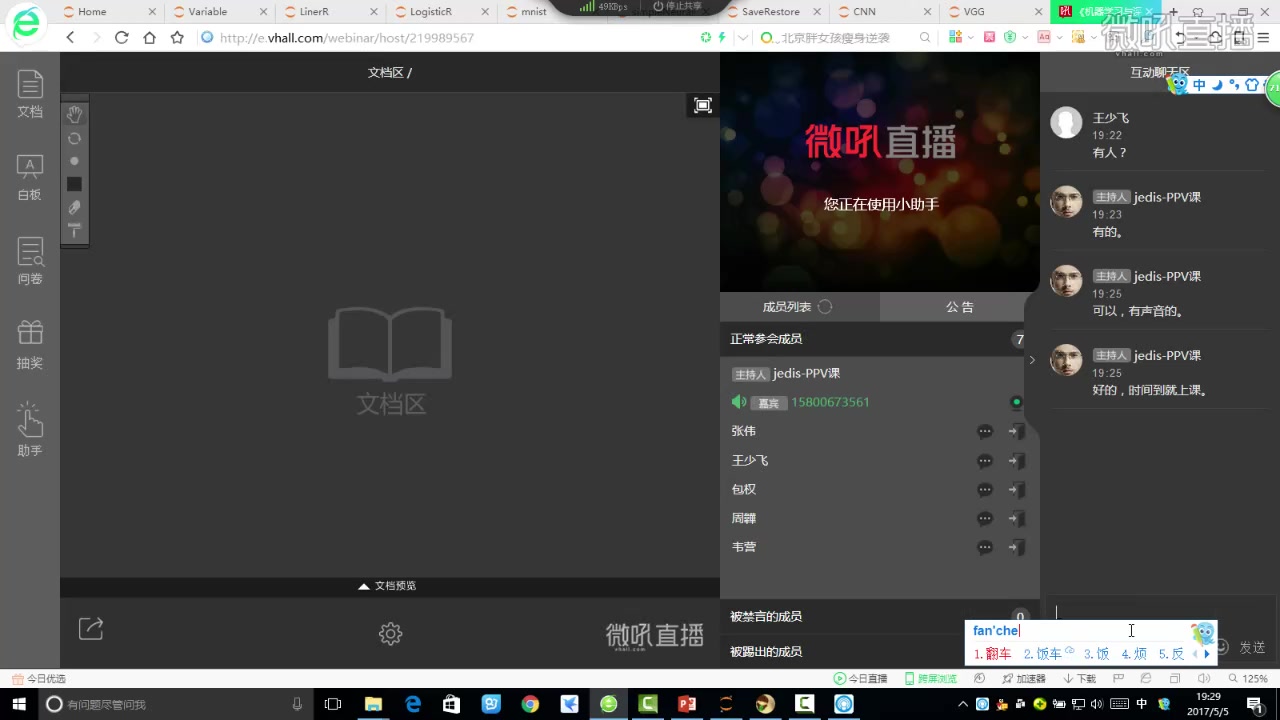 Home
Variable
LinerR
LogisticR
mnist
49KBps
停止共享
SaveRestore
CNN
VGG
《机器学习与深
微吼直播
vhall.com
http://e.vhall.com/webinar/host/
北京胖女孩瘦身逆袭
文档
白板
问卷
抽奖
助手
文档区 /
文档区
文档预览
微吼直播
vhall.com
微吼直播
您正在使用小助手
成员列表
公 告
正常参会成员
7
主持人 jedis-PPV课
嘉宾 15800673561
张伟
王少飞
包权
周韡
韦营
被禁言的成员
0
被踢出的成员
互动聊天区
中
71
王少飞
19:22
有人？
主持人 jedis-PPV课
19:23
有的。
主持人 jedis-PPV课
19:25
可以，有声音的。
主持人 jedis-PPV课
19:25
好的，时间到就上课。
fan'che
1.翻车 2.饭车 3.饭 4.烦 5.反
发送
今日优选
今日直播
跨屏浏览
加速器
下载
125%
有问题尽管问我
中
19:29
2017/5/5